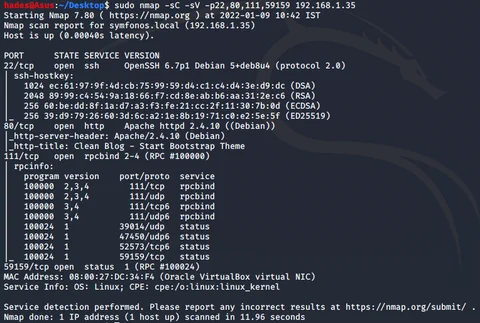 hades@Asus:~/Desktop$ sudo nmap -sC -sV -p22,80,111,59159 192.168.1.35
Starting Nmap 7.80 ( https://nmap.org ) at 2022-01-09 10:42 IST
Nmap scan report for symfonos.local (192.168.1.35)
Host is up (0.00040s latency).

PORT      STATE SERVICE VERSION
22/tcp    open  ssh     OpenSSH 6.7p1 Debian 5+deb8u4 (protocol 2.0)
| ssh-hostkey:
|   1024 ec:61:97:9f:4d:cb:75:99:59:d4:c1:c4:d4:3e:d9:dc (DSA)
|   2048 89:99:c4:54:9a:18:66:f7:cd:8e:ab:b6:aa:31:2e:c6 (RSA)
|   256 60:be:dd:8f:1a:d7:a3:f3:fe:21:cc:2f:11:30:7b:0d (ECDSA)
|_  256 39:d9:79:26:60:3d:6c:a2:1e:8b:19:71:c0:e2:5e:5f (ED25519)
80/tcp    open  http    Apache httpd 2.4.10 ((Debian))
|_http-server-header: Apache/2.4.10 (Debian)
|_http-title: Clean Blog - Start Bootstrap Theme
111/tcp   open  rpcbind 2-4 (RPC #100000)
| rpcinfo:
|   program version    port/proto  service
|   100000  2,3,4        111/tcp   rpcbind
|   100000  2,3,4        111/udp   rpcbind
|   100000  3,4          111/tcp6  rpcbind
|   100000  3,4          111/udp6  rpcbind
|   100024  1          39014/udp   status
|   100024  1          47450/udp6  status
|   100024  1          52573/tcp6  status
|_  100024  1          59159/tcp   status
59159/tcp open  status  1 (RPC #100024)
MAC Address: 08:00:27:DC:34:F4 (Oracle VirtualBox virtual NIC)
Service Info: OS: Linux; CPE: cpe:/o:linux:linux_kernel

Service detection performed. Please report any incorrect results at https://nmap.org/submit/ .
Nmap done: 1 IP address (1 host up) scanned in 11.96 seconds